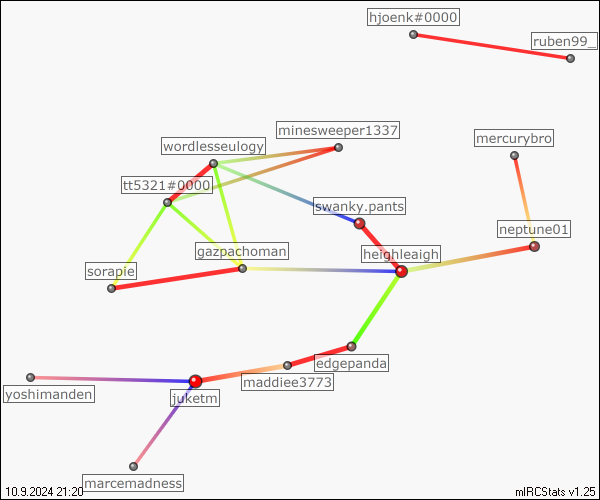 hjoenk#0000
ruben99_
minesweeper1337
mercurybro
wordlesseulogy
tt5321#0000
swanky.pants
neptune01
gazpachoman
heighleaigh
sorapie
edgepanda
maddiee3773
yoshimanden
juketm
marcemadness
10.9.2024 21:20
mIRCStats v1.25